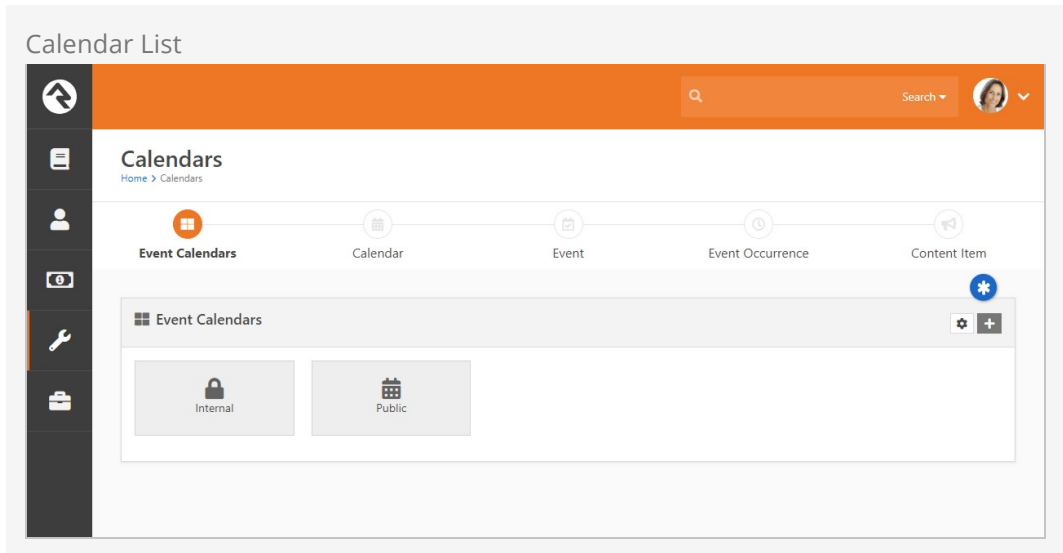 Calendar List
Search
Calendars
Home > Calendars
Event Calendars
Calendar
Event
Event Occurrence
Content Item
Event Calendars
Internal
Public